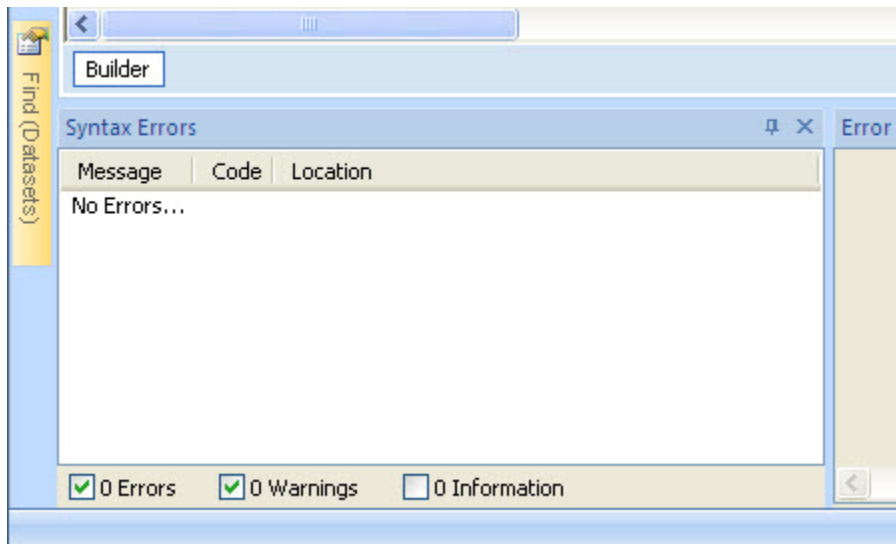 Find (Datasets)
Builder
Syntax Errors
Message Code Location
No Errors...
0 Errors 0 Warnings 0 Information
Error